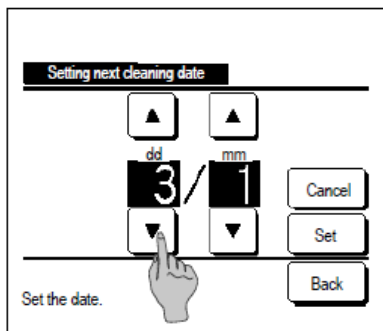 Setting next cleaning date
▲ ▲
dd mm
3 / 1
Cancel
▼ ▼
Set
Back
Set the date.